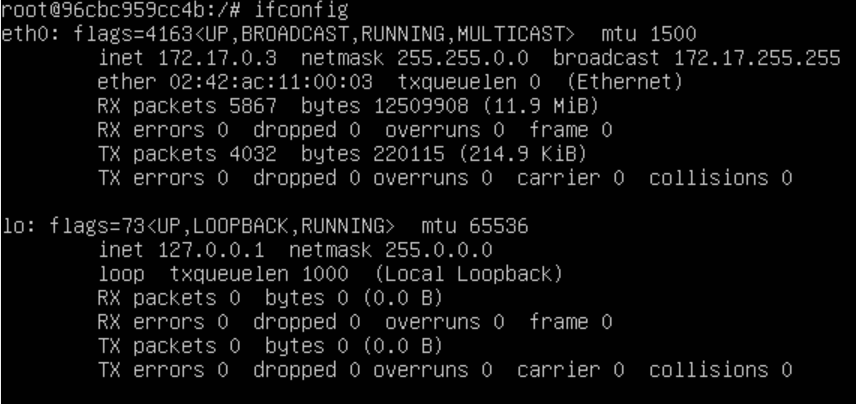 root@96cbc959cc4b:/# ifconfig
eth0: flags=4163<UP,BROADCAST,RUNNING,MULTICAST>  mtu 1500
        inet 172.17.0.3  netmask 255.255.0.0  broadcast 172.17.255.255
        ether 02:42:ac:11:00:03  txqueuelen 0  (Ethernet)
        RX packets 5867  bytes 12509908 (11.9 MiB)
        RX errors 0  dropped 0  overruns 0  frame 0
        TX packets 4032  bytes 220115 (214.9 KiB)
        TX errors 0  dropped 0 overruns 0  carrier 0  collisions 0

lo: flags=73<UP,LOOPBACK,RUNNING>  mtu 65536
        inet 127.0.0.1  netmask 255.0.0.0
        loop  txqueuelen 1000  (Local Loopback)
        RX packets 0  bytes 0 (0.0 B)
        RX errors 0  dropped 0  overruns 0  frame 0
        TX packets 0  bytes 0 (0.0 B)
        TX errors 0  dropped 0 overruns 0  carrier 0  collisions 0